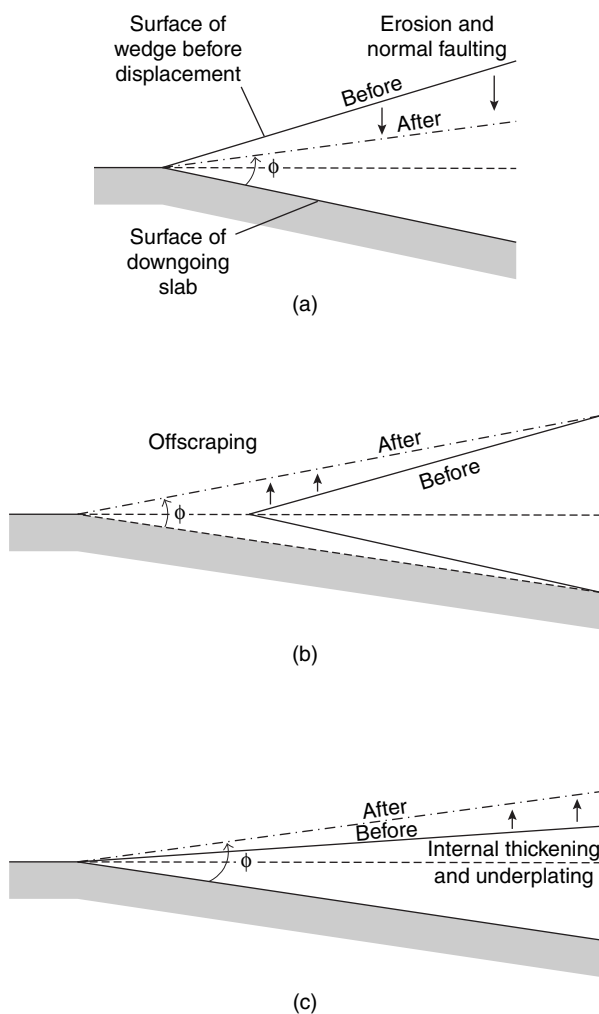 Surface of
wedge before
displacement
Erosion and
normal faulting
Before
After
ϕ
Surface of
downgoing
slab
(a)
Offscraping
After
Before
ϕ
(b)
After
Before
ϕ
Internal thickening
and underplating
(c)